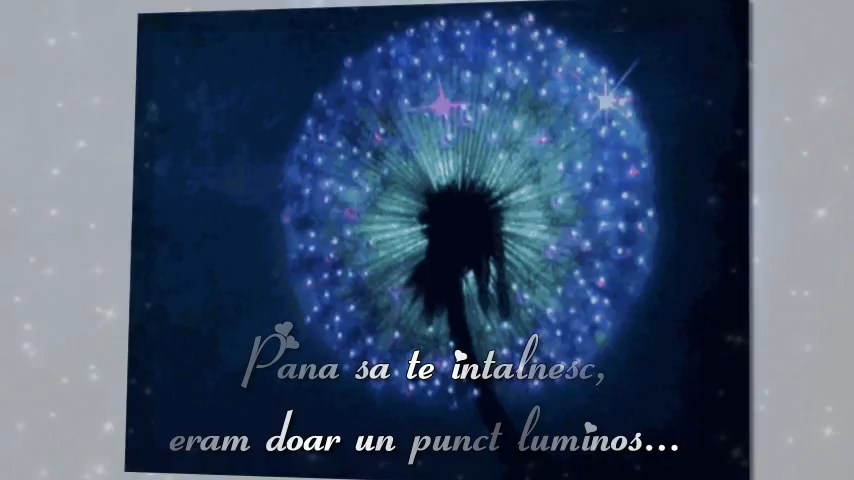 Pana sa te intalnesc,
eram doar un punct luminos...